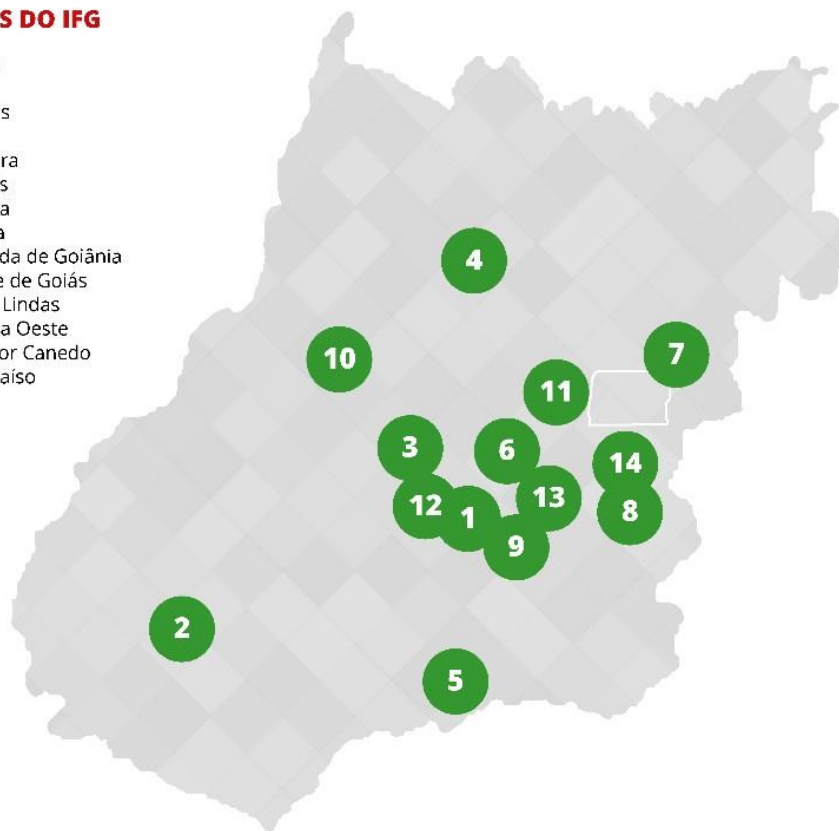 S DO IFG
s
ra
s
a
a
da de Goiânia
e de Goiás
Lindas
a Oeste
or Canedo
aíso
4
10
7
11
3
6
14
12
1
13
8
9
2
5